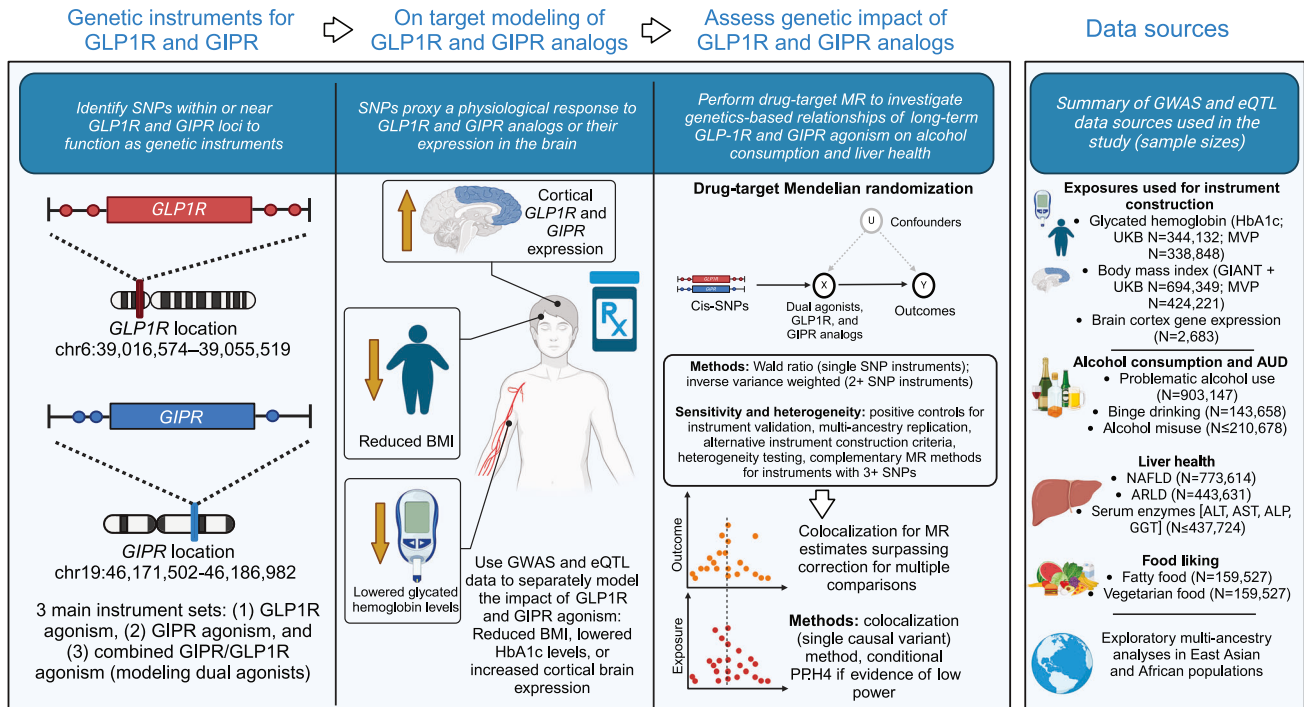 Genetic instruments for
GLP1R and GIPR
On target modeling of
GLP1R and GIPR analogs
Assess genetic impact of
GLP1R and GIPR analogs
Data sources
Identify SNPs within or near
GLP1R and GIPR loci to
function as genetic instruments
GLP1R
GLP1R location
chr6:39,016,574–39,055,519
GIPR
GIPR location
chr19:46,171,502-46,186,982
3 main instrument sets: (1) GLP1R
agonism, (2) GIPR agonism, and
(3) combined GIPR/GLP1R
agonism (modeling dual agonists)
SNPs proxy a physiological response to
GLP1R and GIPR analogs or their
expression in the brain
Cortical
GLP1R and
GIPR
expression
Rx
Reduced BMI
Lowered glycated
hemoglobin levels
Use GWAS and eQTL
data to separately model
the impact of GLP1R
and GIPR agonism:
Reduced BMI, lowered
HbA1c levels, or
increased cortical brain
expression
Perform drug-target MR to investigate
genetics-based relationships of long-term
GLP-1R and GIPR agonism on alcohol
consumption and liver health
Drug-target Mendelian randomization
U
Confounders
GLP1R
GIPR
X
Y
Cis-SNPs
Dual agonists,
GLP1R, and
GIPR analogs
Outcomes
Methods: Wald ratio (single SNP instruments);
inverse variance weighted (2+ SNP instruments)
Sensitivity and heterogeneity: positive controls for
instrument validation, multi-ancestry replication,
alternative instrument construction criteria,
heterogeneity testing, complementary MR methods
for instruments with 3+ SNPs
Outcome
Colocalization for MR
estimates surpassing
correction for multiple
comparisons
Exposure
Methods: colocalization
(single causal variant)
method, conditional
PP.H4 if evidence of low
power
Summary of GWAS and eQTL
data sources used in the
study (sample sizes)
Exposures used for instrument
construction
• Glycated hemoglobin (HbA1c;
UKB N=344,132; MVP
N=338,848)
• Body mass index (GIANT +
UKB N=694,349; MVP
N=424,221)
• Brain cortex gene expression
(N=2,683)
Alcohol consumption and AUD
• Problematic alcohol use
(N=903,147)
• Binge drinking (N=143,658)
• Alcohol misuse (N≤210,678)
Liver health
• NAFLD (N=773,614)
• ARLD (N=443,631)
• Serum enzymes [ALT, AST, ALP,
GGT] (N≤437,724)
Food liking
• Fatty food (N=159,527)
• Vegetarian food (N=159,527)
Exploratory multi-ancestry
analyses in East Asian
and African populations